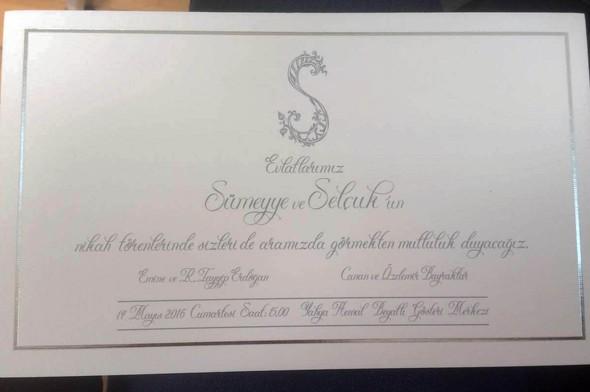 S
Evlatlarımız
Sümeyye ve Selçuk'un
nikah törenlerinde sizleri de aramızda görmekten mutluluk duyacağız.
Emine ve R. Tayyip Erdoğan Canan ve Özdemir Bayraktar
14 Mayıs 2016 Cumartesi Saat: 15.00 Yahya Kemal Beyatlı Gösteri Merkezi